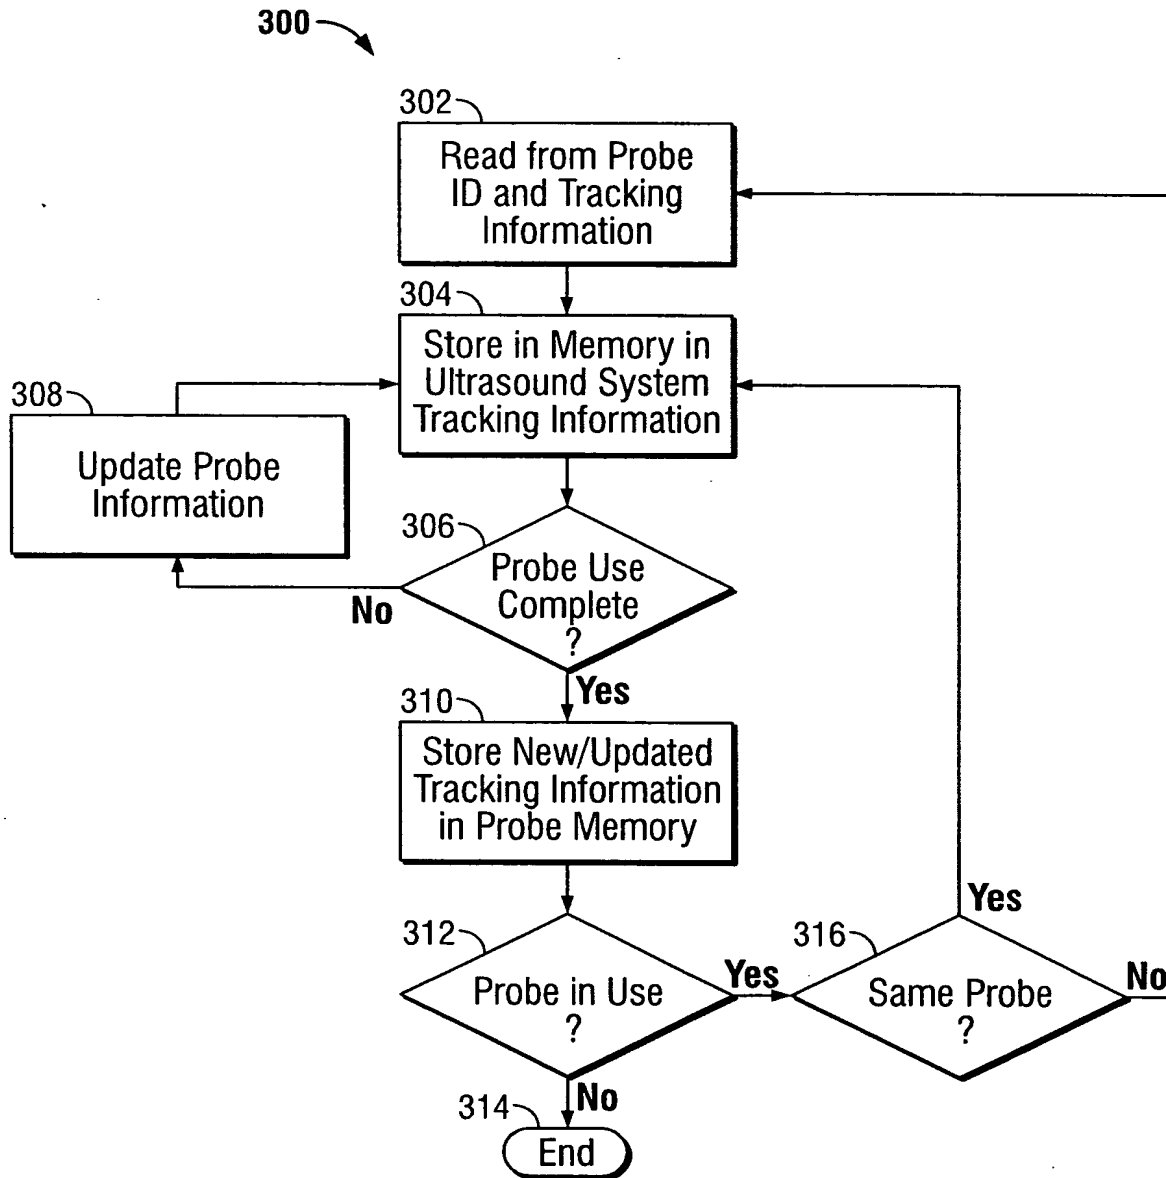 300
302
Read from Probe
ID and Tracking
Information
304
Store in Memory in
Ultrasound System
Tracking Information
308
Update Probe
Information
306
Probe Use
Complete
?
No
Yes
310
Store New/Updated
Tracking Information
in Probe Memory
312
Probe in Use
?
Yes
316
Same Probe
?
Yes
No
No
314
End